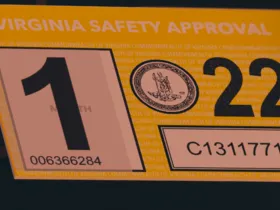 VIRGINIA SAFETY APPROVAL
1 22
MONTH
006366284 C1311771